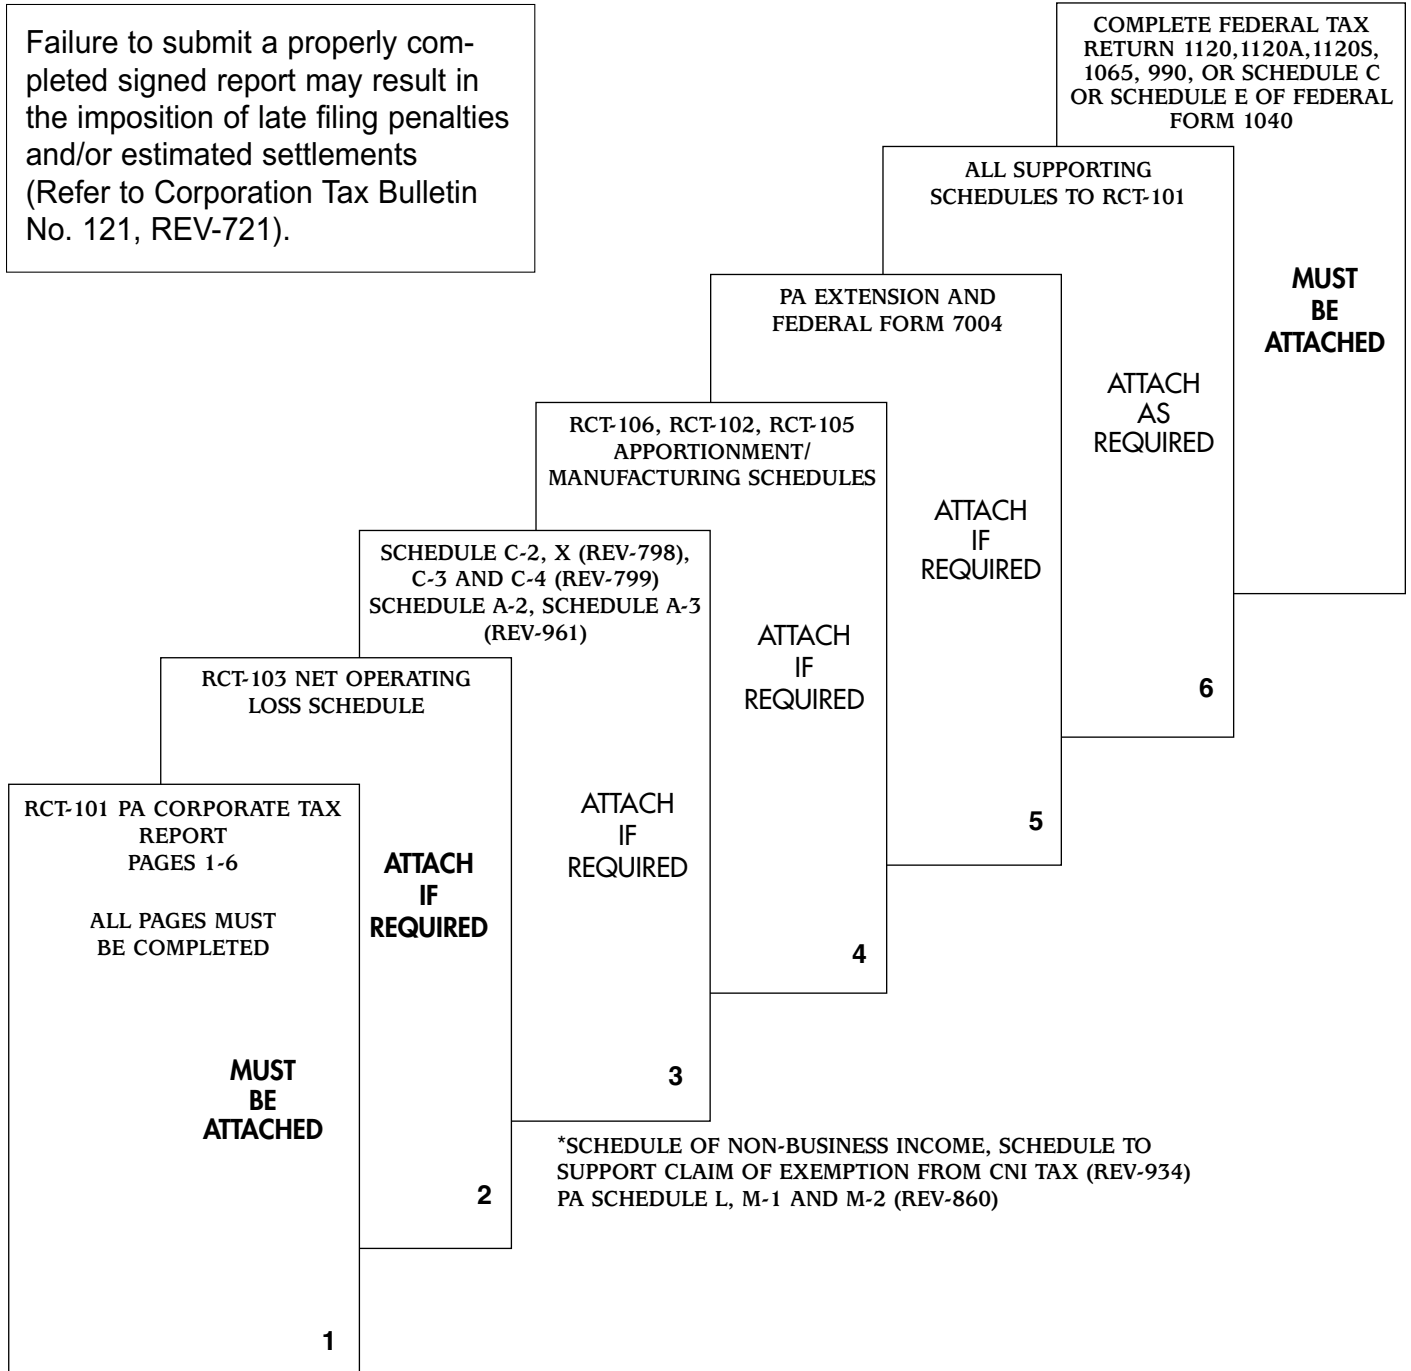 Failure to submit a properly com-
pleted signed report may result in
the imposition of late filing penalties
and/or estimated settlements
(Refer to Corporation Tax Bulletin
No. 121, REV-721).
COMPLETE FEDERAL TAX
RETURN 1120,1120A,1120S,
1065, 990, OR SCHEDULE C
OR SCHEDULE E OF FEDERAL
FORM 1040
MUST
BE
ATTACHED
ALL SUPPORTING
SCHEDULES TO RCT-101
ATTACH
AS
REQUIRED
6
PA EXTENSION AND
FEDERAL FORM 7004
ATTACH
IF
REQUIRED
5
RCT-106, RCT-102, RCT-105
APPORTIONMENT/
MANUFACTURING SCHEDULES
ATTACH
IF
REQUIRED
4
SCHEDULE C-2, X (REV-798),
C-3 AND C-4 (REV-799)
SCHEDULE A-2, SCHEDULE A-3
(REV-961)
ATTACH
IF
REQUIRED
3
RCT-103 NET OPERATING
LOSS SCHEDULE
ATTACH
IF
REQUIRED
2
RCT-101 PA CORPORATE TAX
REPORT
PAGES 1-6
ALL PAGES MUST
BE COMPLETED
MUST
BE
ATTACHED
1
*SCHEDULE OF NON-BUSINESS INCOME, SCHEDULE TO
SUPPORT CLAIM OF EXEMPTION FROM CNI TAX (REV-934)
PA SCHEDULE L, M-1 AND M-2 (REV-860)